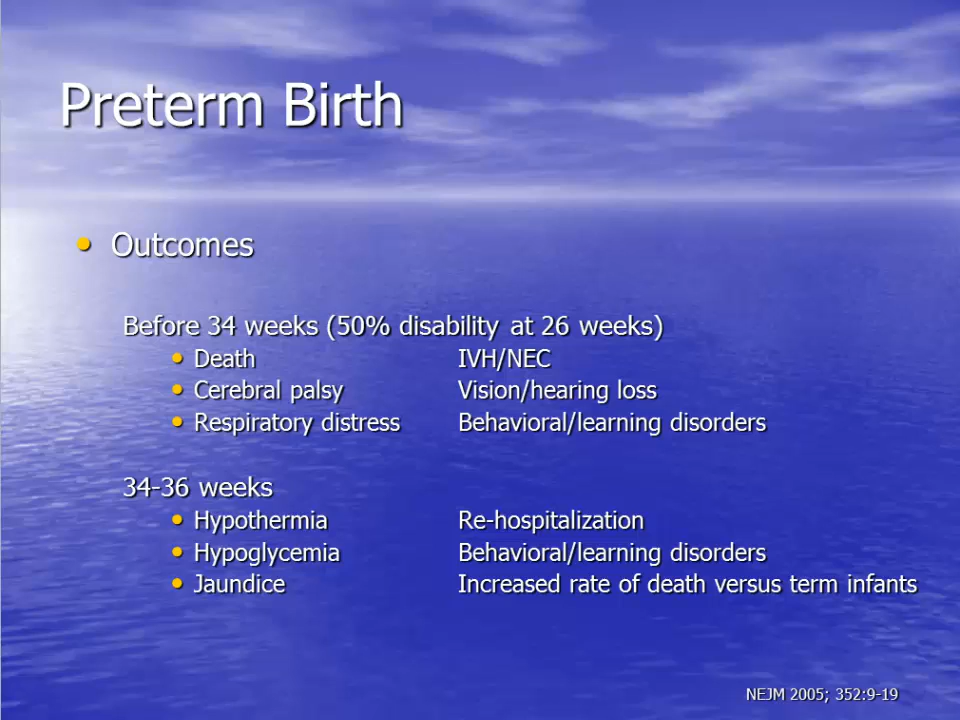 Preterm Birth
• Outcomes
Before 34 weeks (50% disability at 26 weeks)
• Death IVH/NEC
• Cerebral palsy Vision/hearing loss
• Respiratory distress Behavioral/learning disorders
34-36 weeks
• Hypothermia Re-hospitalization
• Hypoglycemia Behavioral/learning disorders
• Jaundice Increased rate of death versus term infants
NEJM 2005; 352:9-19